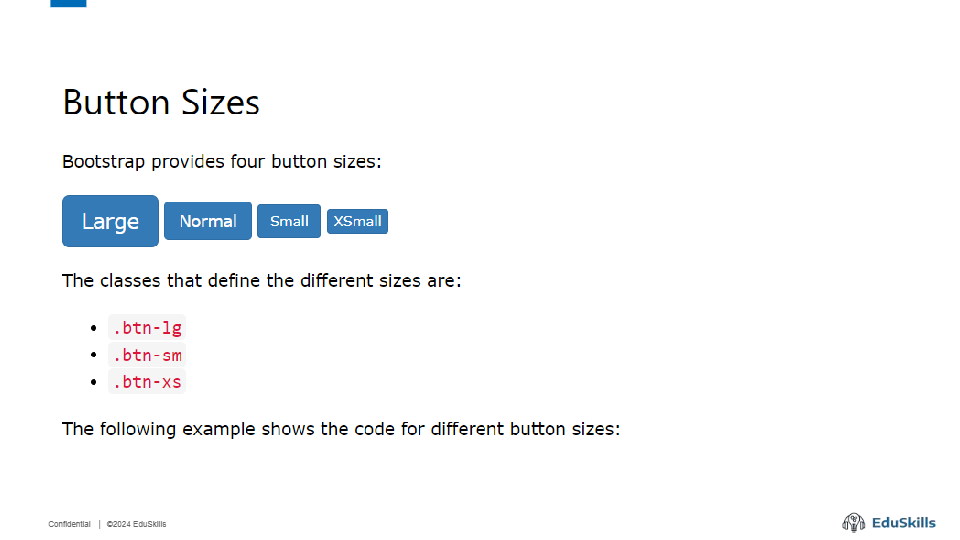 Button Sizes
Bootstrap provides four button sizes:
Large Normal Small XSmall
The classes that define the different sizes are:
• .btn-lg
• .btn-sm
• .btn-xs
The following example shows the code for different button sizes:
Confidential | ©2024 EduSkills
EduSkills